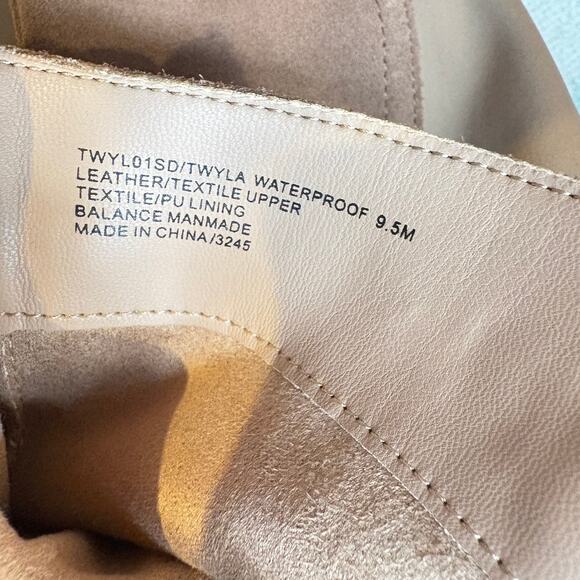 TWYL01SD/TWYLA WATERPROOF 9.5M
LEATHER/TEXTILE UPPER
TEXTILE/PU LINING
BALANCE MANMADE
MADE IN CHINA/3245